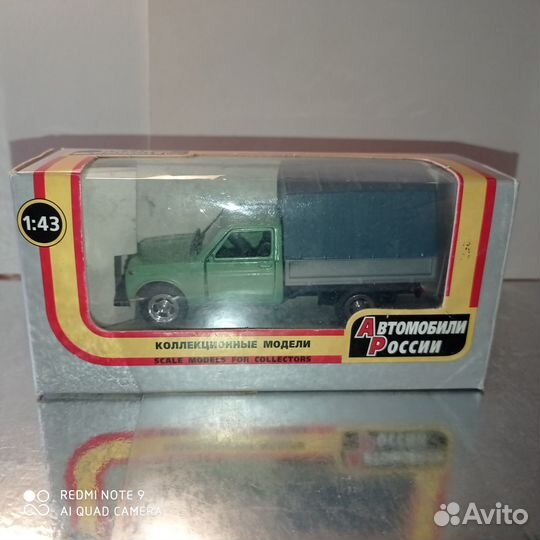 1:43
КОЛЛЕКЦИОННЫЕ МОДЕЛИ
SCALE MODELS FOR COLLECTORS
АВТОМОБИЛИ
РОССИИ
REDMI NOTE 9
AI QUAD CAMERA
Avito